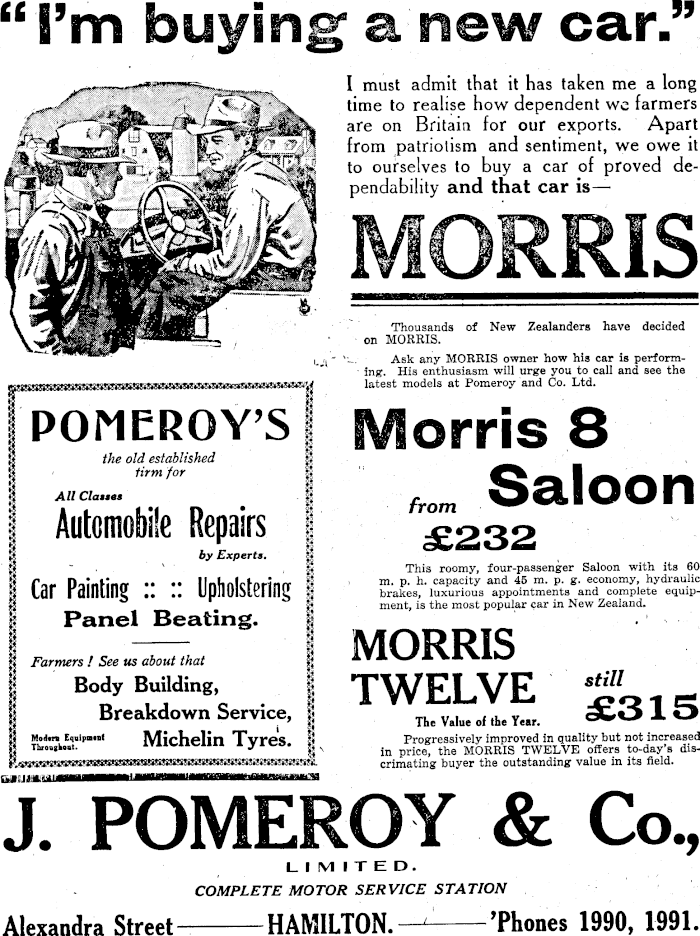 “I'm buying a new car.”
I must admit that it has taken me a long
time to realise how dependent we farmers
are on Britain for our exports. Apart
from patriotism and sentiment, we owe it
to ourselves to buy a car of proved de-
pendability and that car is—
MORRIS
Thousands of New Zealanders have decided
on MORRIS.
Ask any MORRIS owner how his car is perform-
ing. His enthusiasm will urge you to call and see the
latest models at Pomeroy and Co. Ltd.
POMEROY'S
the old established
firm for
All Classes
Automobile Repairs
by Experts.
Car Painting :: :: Upholstering
Panel Beating.
Farmers! See us about that
Body Building,
Breakdown Service,
Modern Equipment
Throughout.
Michelin Tyres.
Morris 8
Saloon
from
£232
This roomy, four-passenger Saloon with its 60
m. p. h. capacity and 45 m. p. g. economy, hydraulic
brakes, luxurious appointments and complete equip-
ment, is the most popular car in New Zealand.
MORRIS
TWELVE
still
£315
The Value of the Year.
Progressively improved in quality but not increased
in price, the MORRIS TWELVE offers to-day's dis-
crimating buyer the outstanding value in its field.
J. POMEROY & Co.,
LIMITED.
COMPLETE MOTOR SERVICE STATION
Alexandra Street — HAMILTON. — 'Phones 1990, 1991.